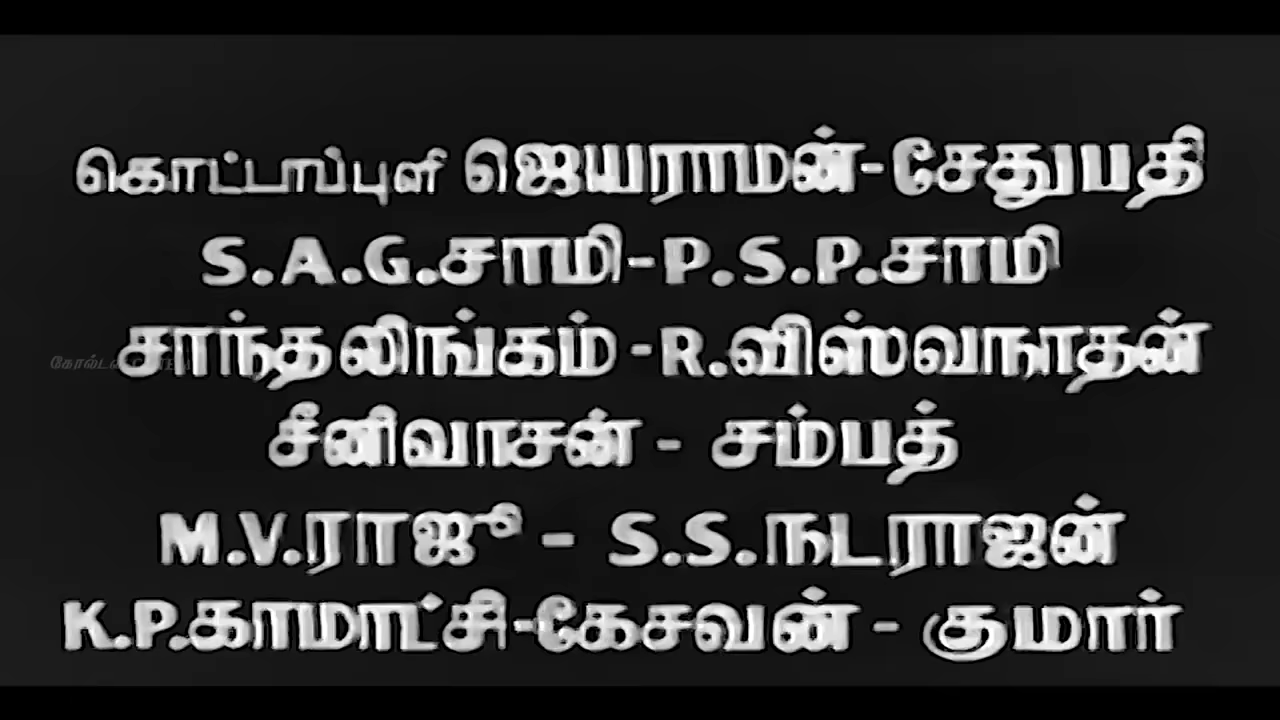 கொட்டாப்புளி ஜெயராமன்-சேதுபதி
S.A.G.சாமி-P.S.P.சாமி
சாந்தலிங்கம்-R.விஸ்வநாதன்
சீனிவாசன் - சம்பத்
M.V.ராஜூ - S.S.நடராஜன்
K.P.காமாட்சி-கேசவன் - குமார்